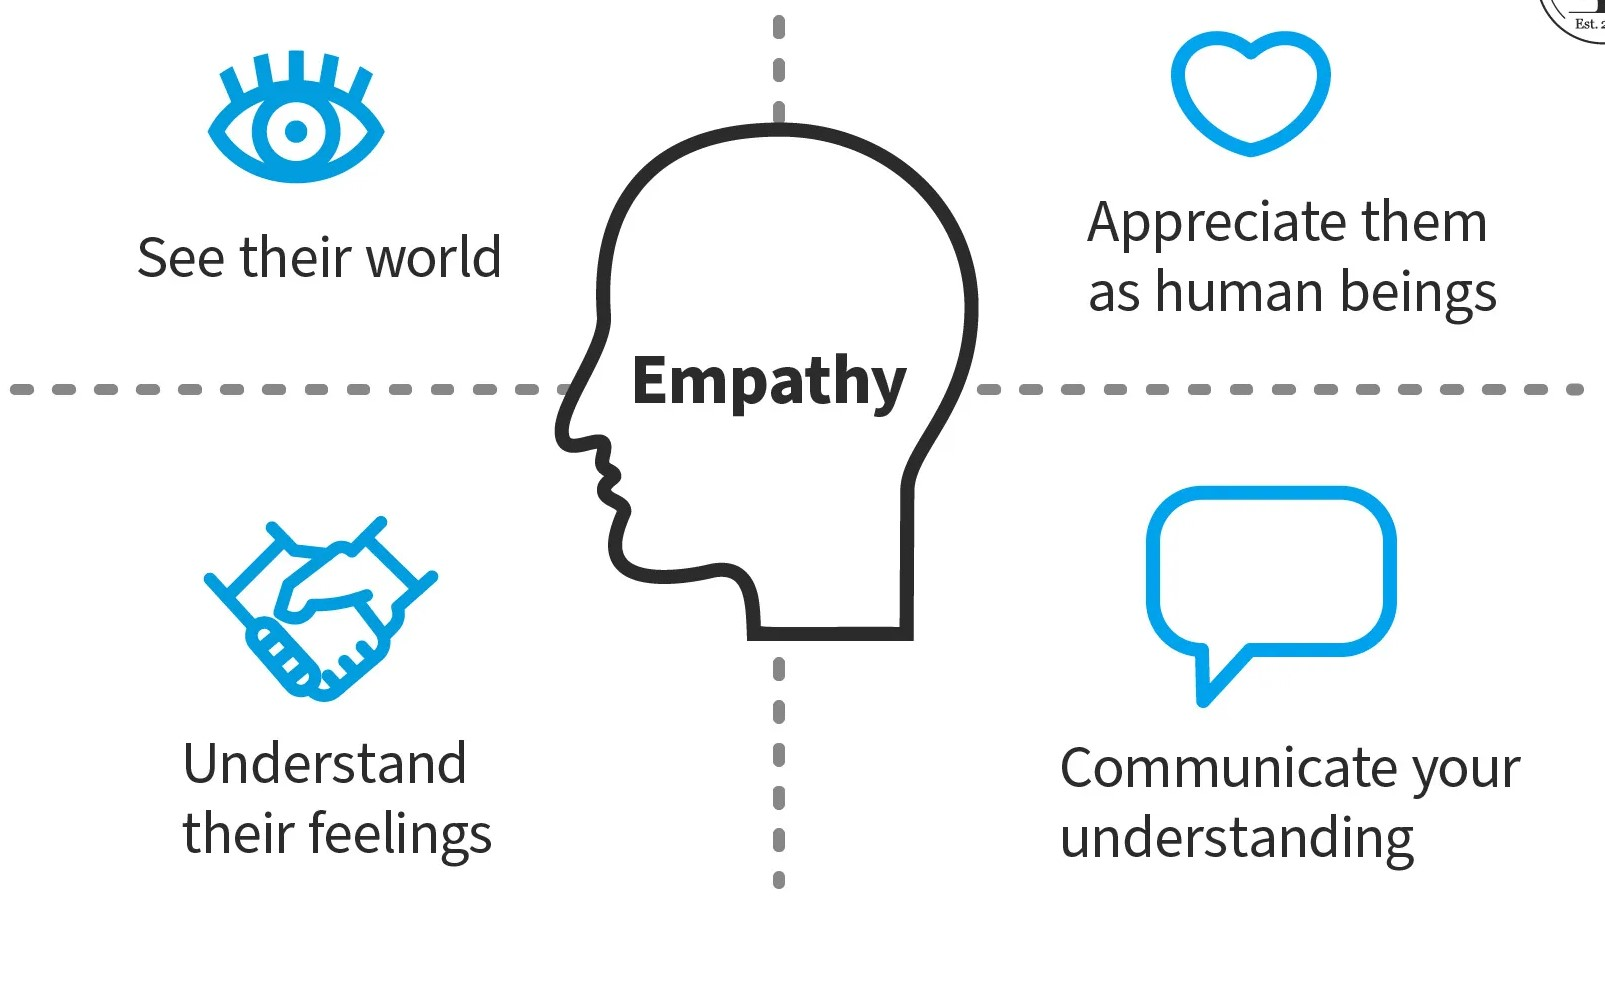 See their world
Appreciate them
as human beings
Empathy
Understand
their feelings
Communicate your
understanding
Est.